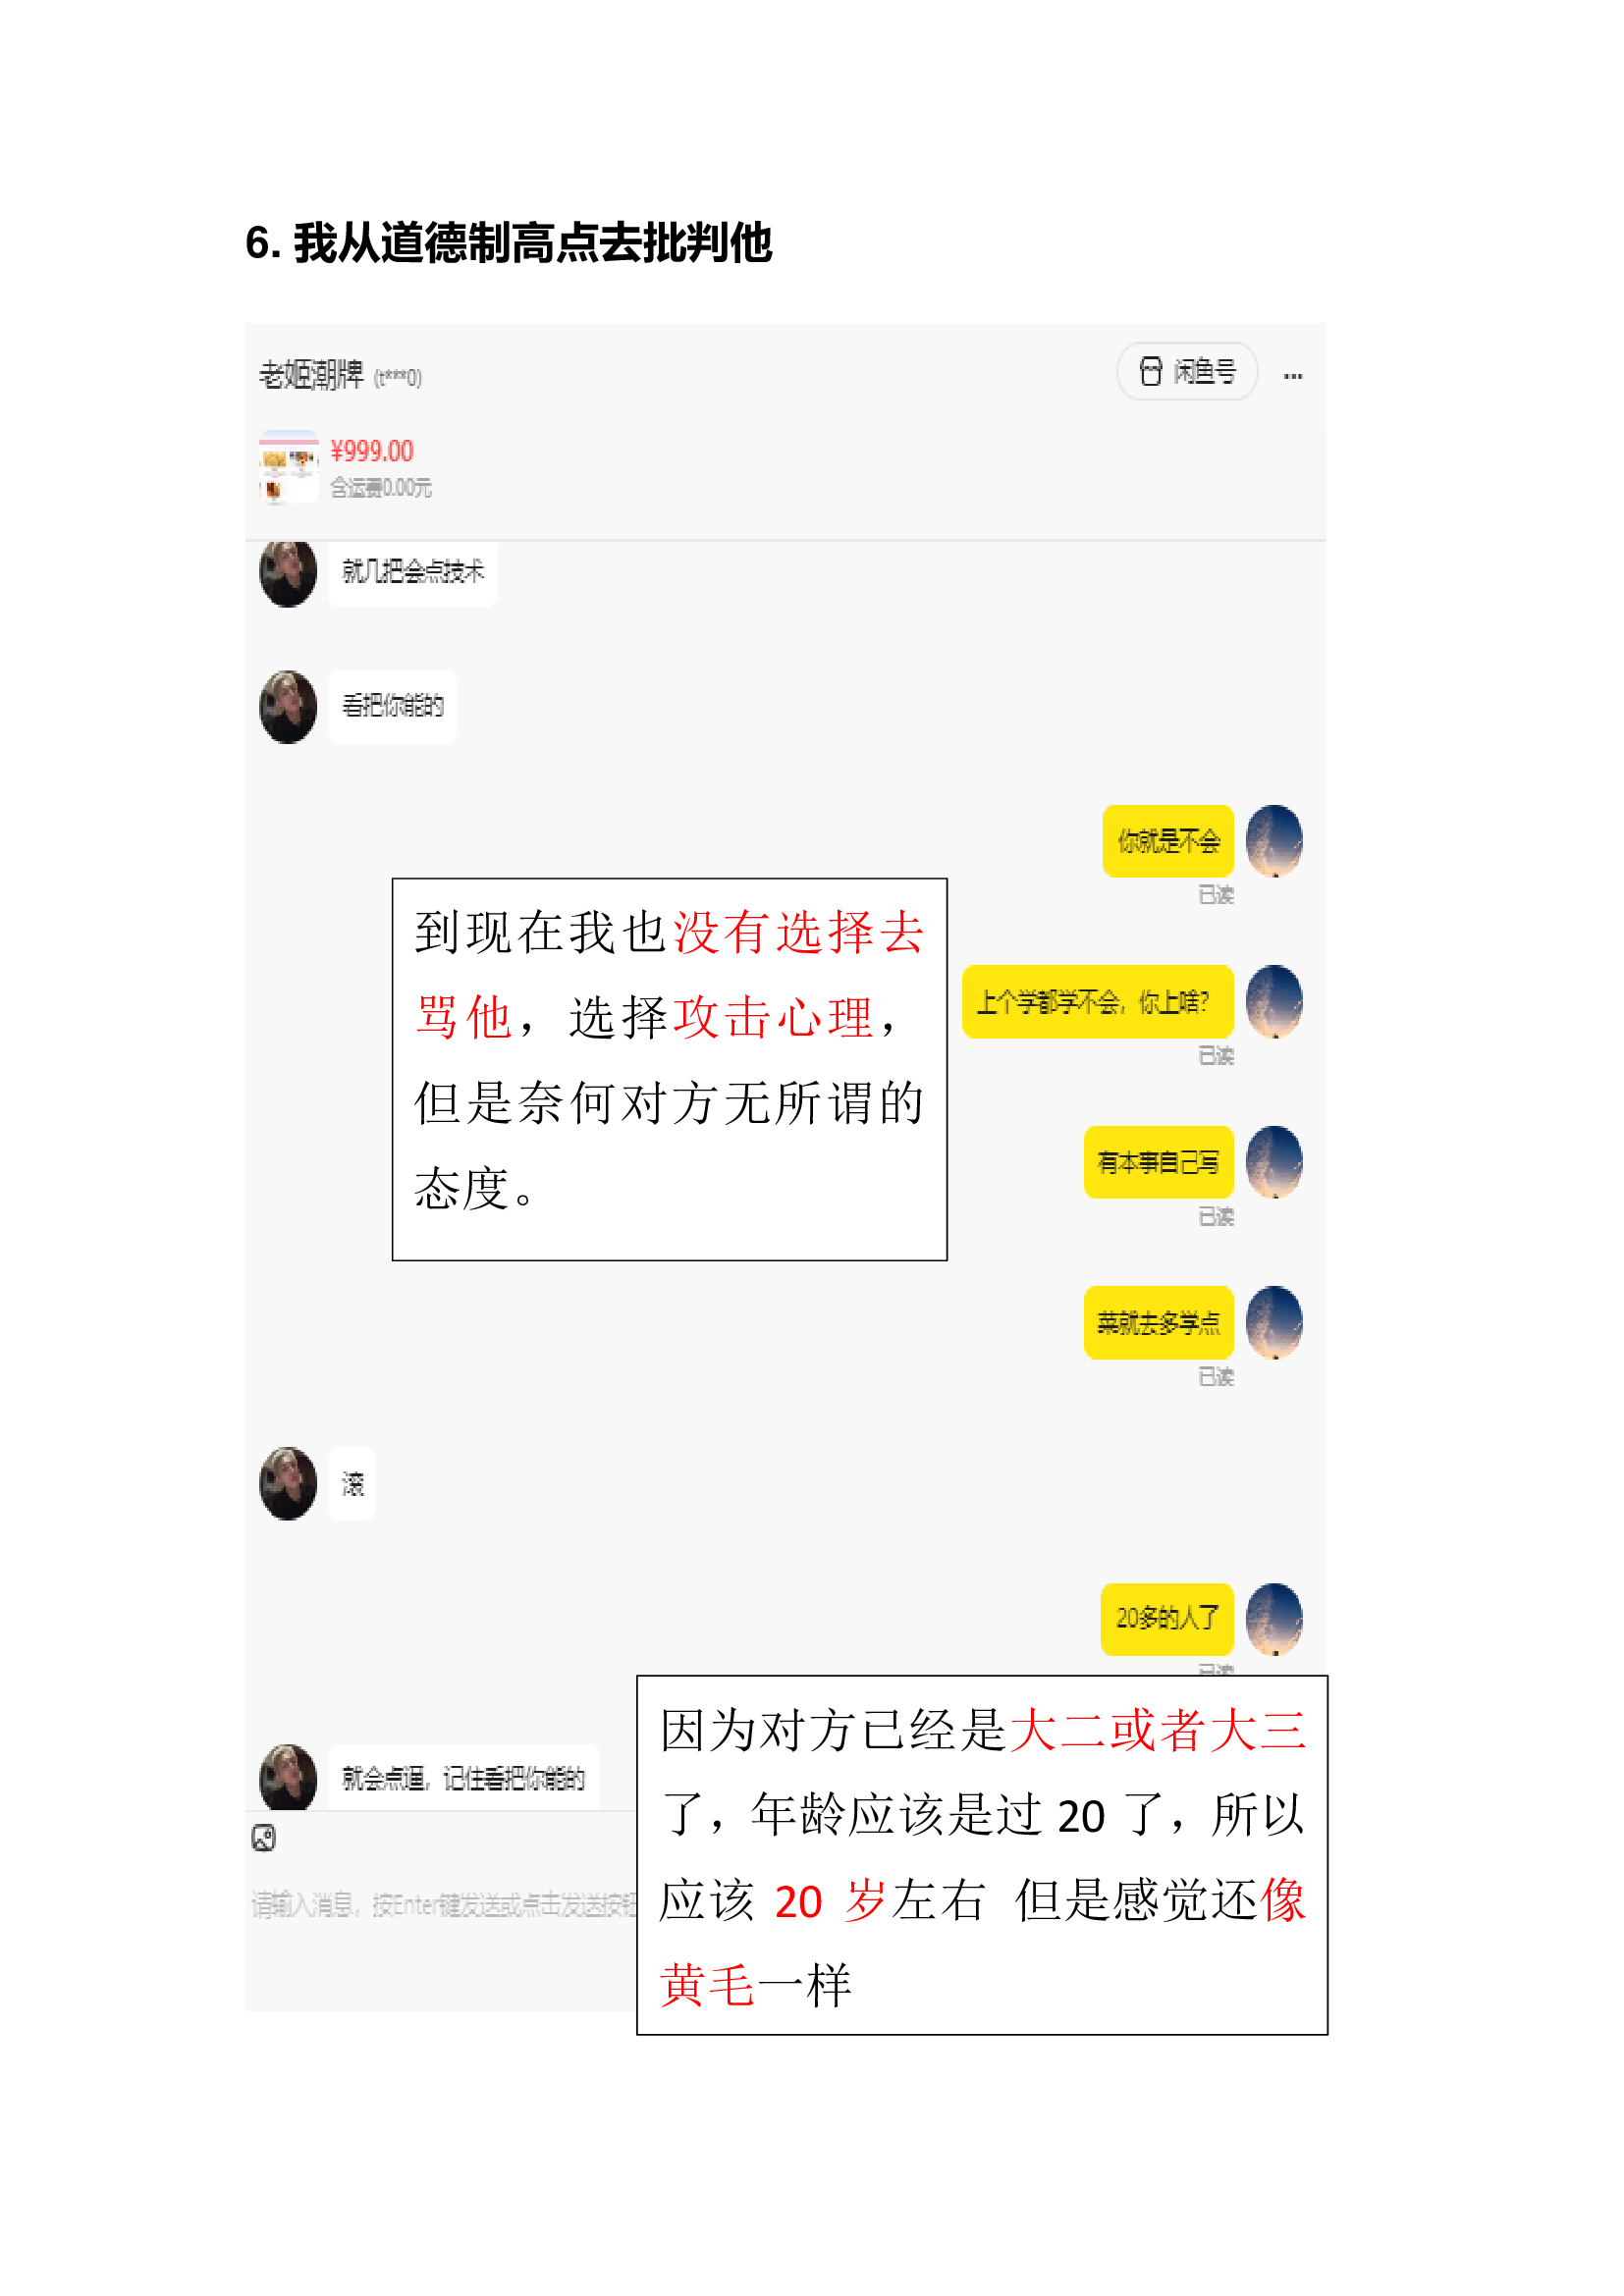 6. 我从道德制高点去批判他
老姬潮牌 (t***0)
闲鱼号
...
¥999.00
含运费0.00元
就几把会点技术
看把你能的
你就是不会
已读
到现在我也没有选择去
骂他，选择攻击心理，
但是奈何对方无所谓的
态度。
上个学都学不会，你上啥？
已读
有本事自己写
已读
菜就去多学点
已读
滚
20多的人了
已读
因为对方已经是大二或者大三
了，年龄应该是过 20 了，所以
应该 20 岁左右 但是感觉还像
黄毛一样
就会点逼，记住看把你能的
请输入消息，按Enter键发送或点击发送按钮